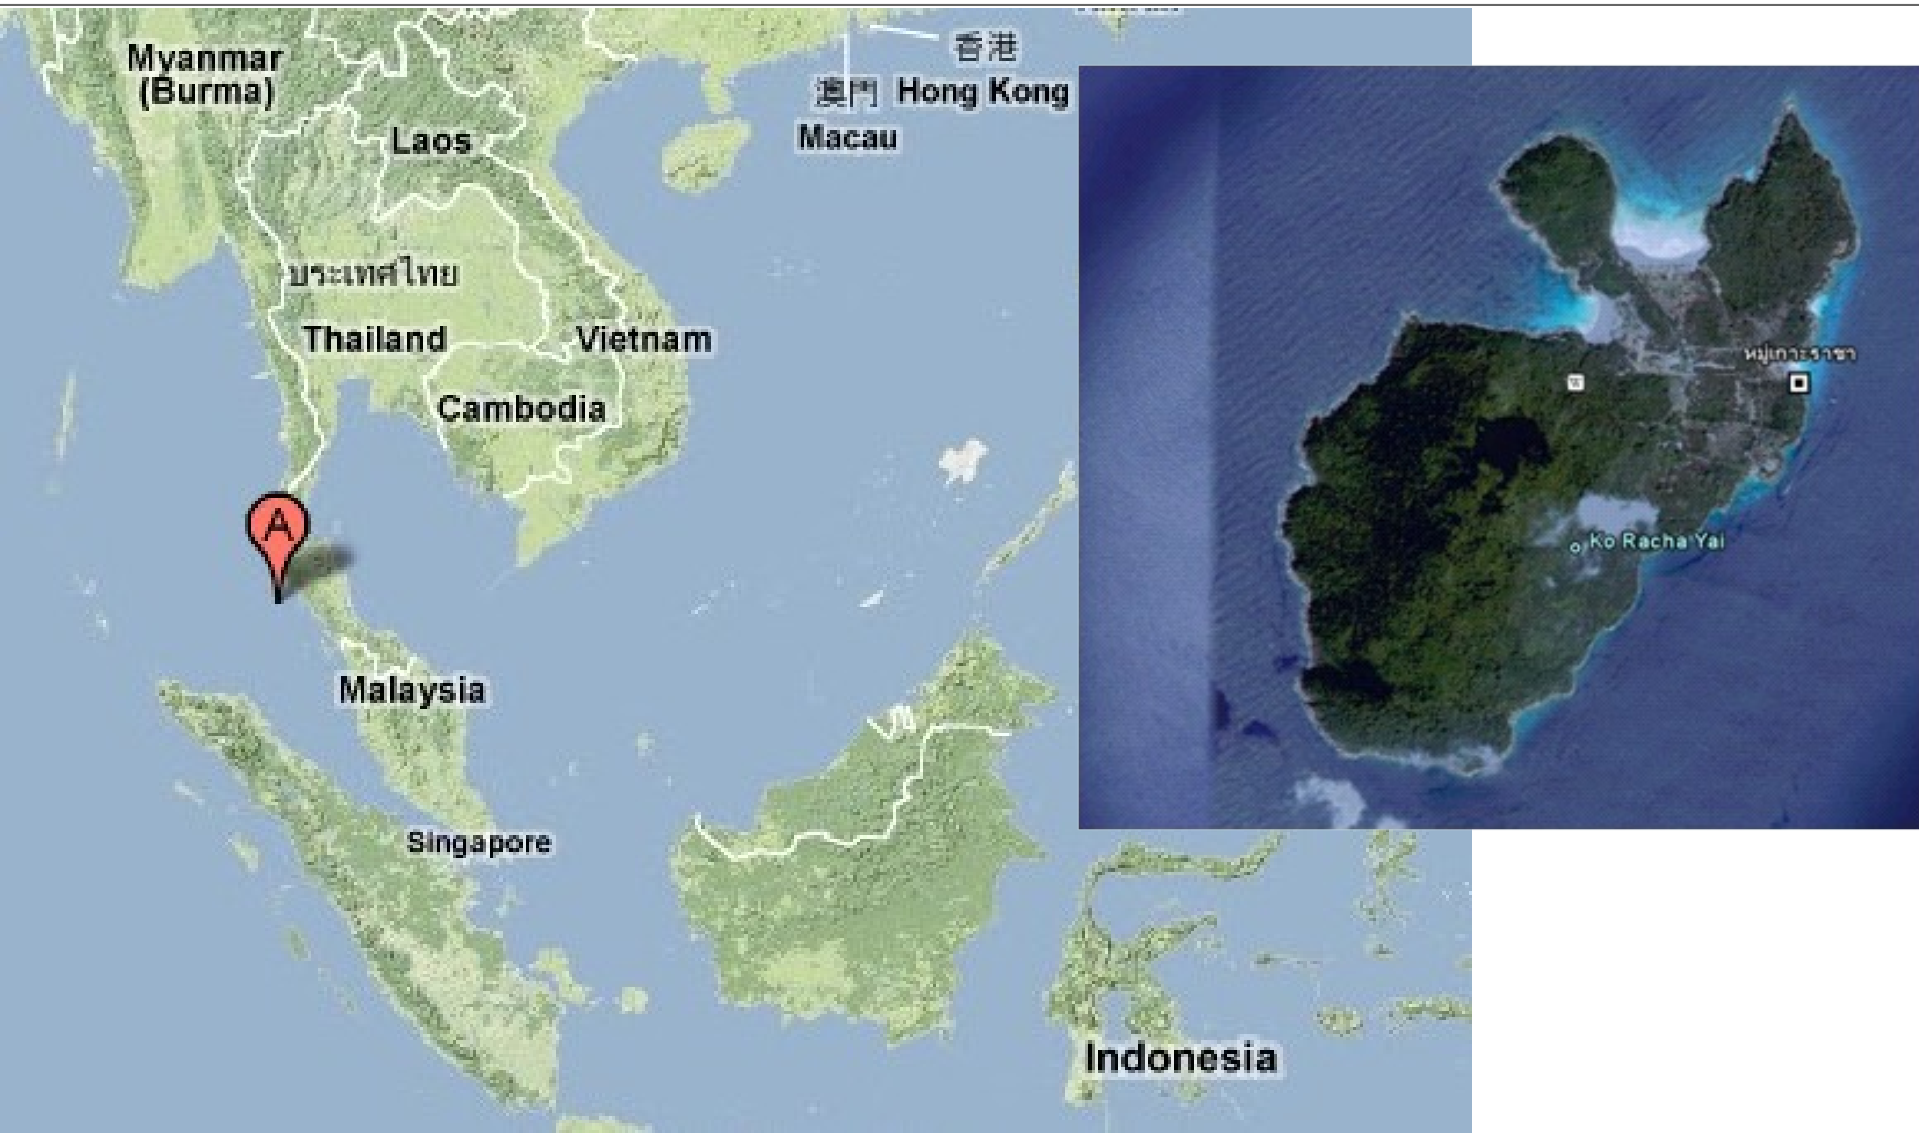 Myanmar
(Burma)
香港
澳門 Hong Kong
Macau
Laos
ประเทศไทย
Thailand
Vietnam
Cambodia
A
Malaysia
Singapore
Indonesia
หมู่เกาะราชา
Ko Racha Yai